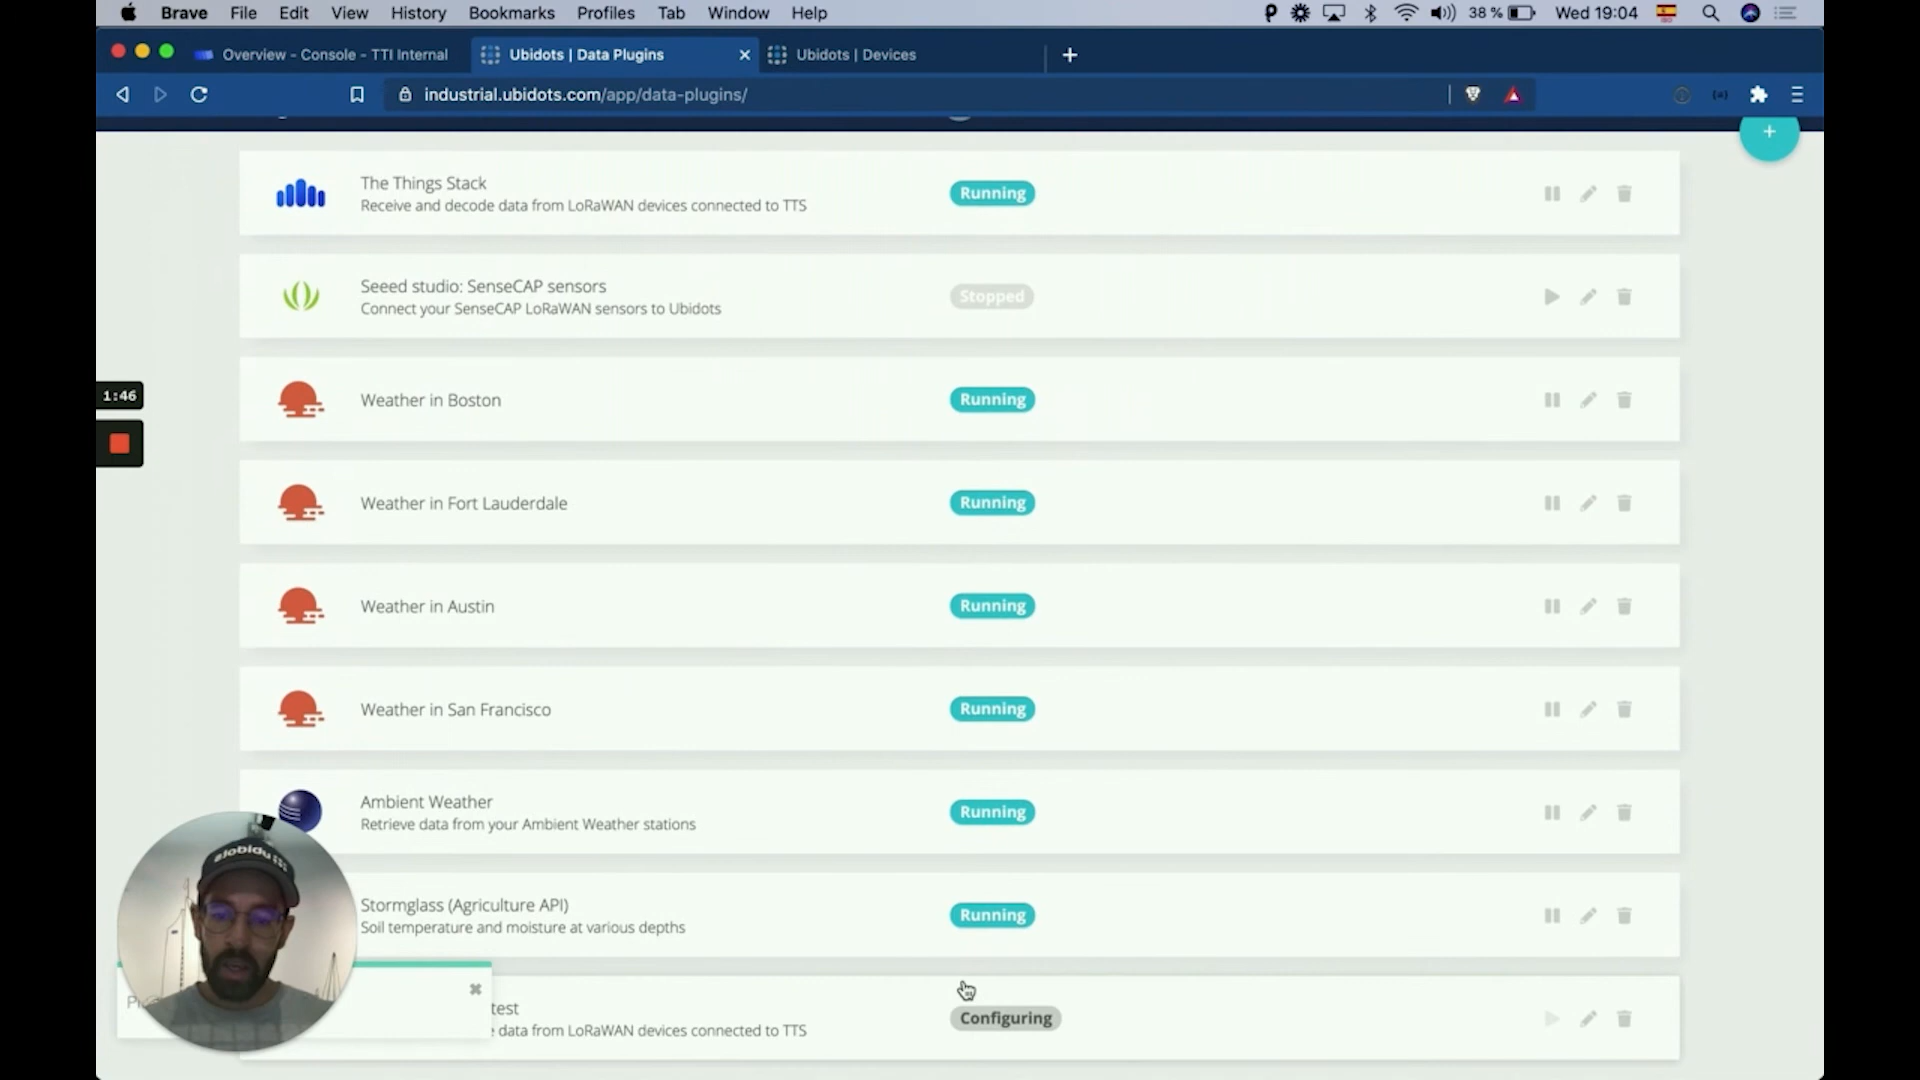 Brave File Edit View History Bookmarks Profiles Tab Window Help 38 % Wed 19:04
Overview - Console - TTI Internal Ubidots | Data Plugins Ubidots | Devices
industrial.ubidots.com/app/data-plugins/
The Things Stack
Receive and decode data from LoRaWAN devices connected to TTS
Running
Seeed studio: SenseCAP sensors
Connect your SenseCAP LoRaWAN sensors to Ubidots
Stopped
1:46
Weather in Boston
Running
Weather in Fort Lauderdale
Running
Weather in Austin
Running
Weather in San Francisco
Running
Ambient Weather
Retrieve data from your Ambient Weather stations
Running
Stormglass (Agriculture API)
Soil temperature and moisture at various depths
Running
test
data from LoRaWAN devices connected to TTS
Configuring